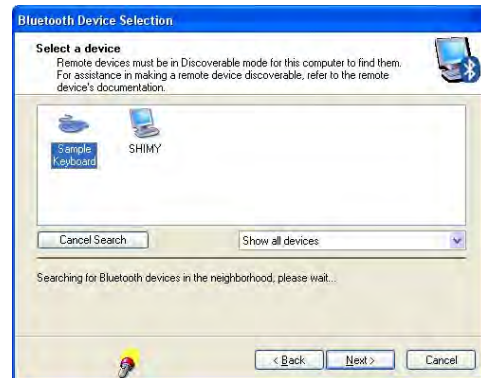 Bluetooth Device Selection
Select a device
Remote devices must be in Discoverable mode for this computer to find them.
For assistance in making a remote device discoverable, refer to the remote
device's documentation.
Sample
Keyboard
SHIMY
Cancel Search
Show all devices
Searching for Bluetooth devices in the neighborhood, please wait...
< Back
Next >
Cancel